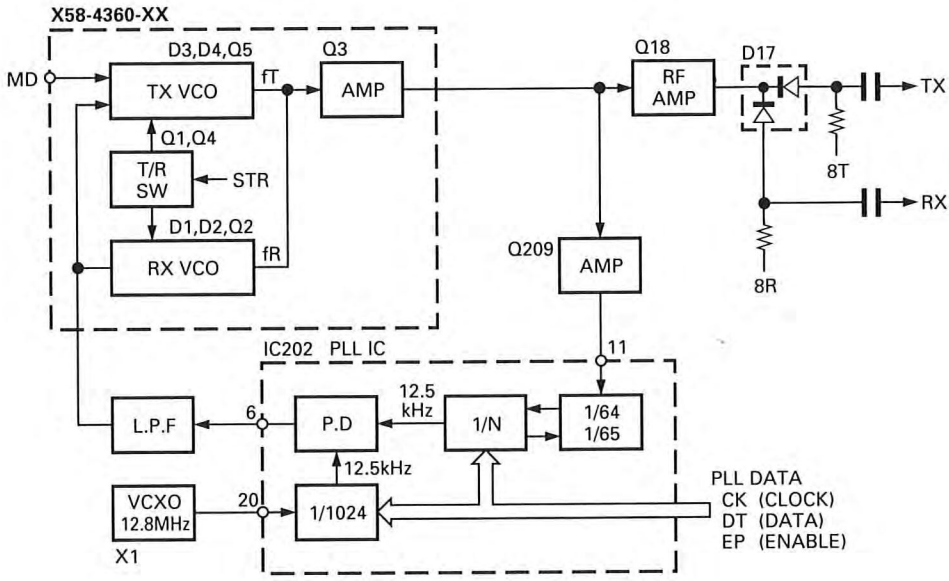 X58-4360-XX
D3,D4,Q5
Q3
Q18
D17
MD
TX VCO
fT
AMP
RF
AMP
TX
Q1,Q4
T/R
SW
STR
8T
RX
D1,D2,Q2
RX VCO
fR
Q209
AMP
8R
IC202 PLL IC
11
12.5
kHz
6
L.P.F
P.D
1/N
1/64
1/65
12.5kHz
VCXO
12.8MHz
20
1/1024
X1
PLL DATA
CK (CLOCK)
DT (DATA)
EP (ENABLE)